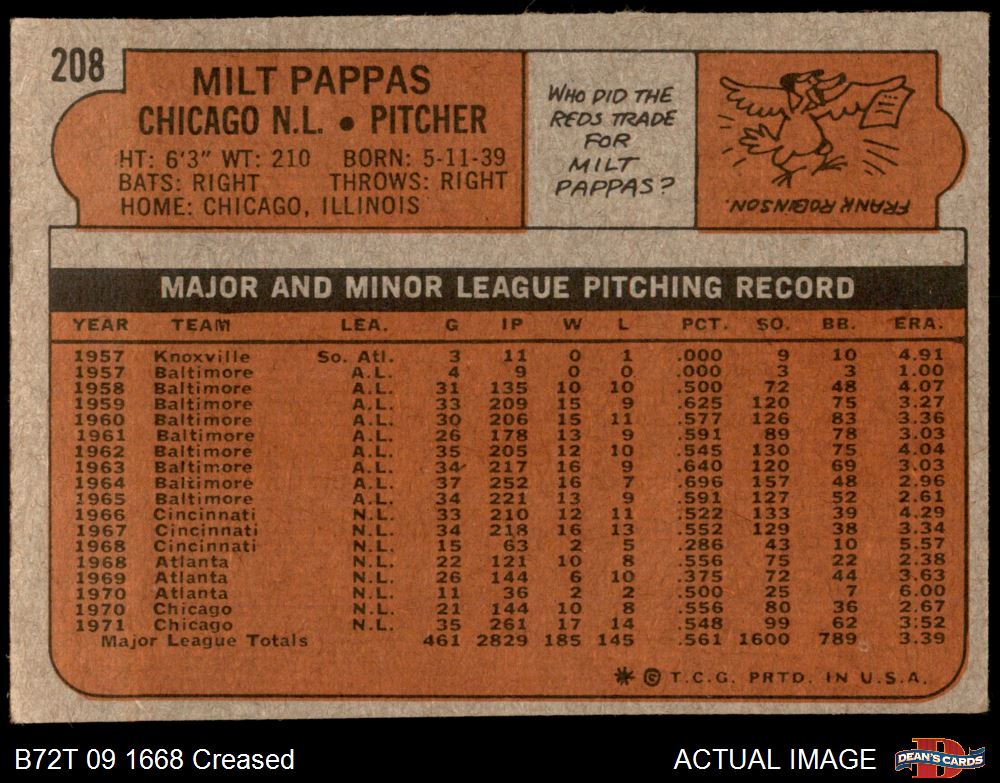 208
MILT PAPPAS
CHICAGO N.L. • PITCHER
HT: 6'3" WT: 210 BORN: 5-11-39
BATS: RIGHT THROWS: RIGHT
HOME: CHICAGO, ILLINOIS
WHO DID THE
REDS TRADE
FOR
MILT
PAPPAS?
FRANK ROBINSON.
MAJOR AND MINOR LEAGUE PITCHING RECORD
YEAR TEAM LEA. G IP W L PCT. SO. BB. ERA.
1957 Knoxville So. Atl. 3 11 0 1 .000 9 10 4.91
1957 Baltimore A.L. 4 9 0 0 .000 3 3 1.00
1958 Baltimore A.L. 31 135 10 10 .500 72 48 4.07
1959 Baltimore A.L. 33 209 15 9 .625 120 75 3.27
1960 Baltimore A.L. 30 206 15 11 .577 126 83 3.36
1961 Baltimore A.L. 26 178 13 9 .591 89 78 3.03
1962 Baltimore A.L. 35 205 12 10 .545 130 75 4.04
1963 Baltimore A.L. 34 217 16 9 .640 120 69 3.03
1964 Baltimore A.L. 37 252 16 7 .696 157 48 2.96
1965 Baltimore A.L. 34 221 13 9 .591 127 52 2.61
1966 Cincinnati N.L. 33 210 12 11 .522 133 39 4.29
1967 Cincinnati N.L. 34 218 16 13 .552 129 38 3.34
1968 Cincinnati N.L. 15 63 2 5 .286 43 10 5.57
1968 Atlanta N.L. 22 121 10 8 .556 75 22 2.38
1969 Atlanta N.L. 26 144 6 10 .375 72 44 3.63
1970 Atlanta N.L. 11 36 2 2 .500 25 7 6.00
1970 Chicago N.L. 21 144 10 8 .556 80 36 2.67
1971 Chicago N.L. 35 261 17 14 .548 99 62 3:52
Major League Totals 461 2829 185 145 .561 1600 789 3.39
* © T.C.G. PRTD. IN U.S.A.
B72T 09 1668 Creased
ACTUAL IMAGE
D
DEAN'S CARDS